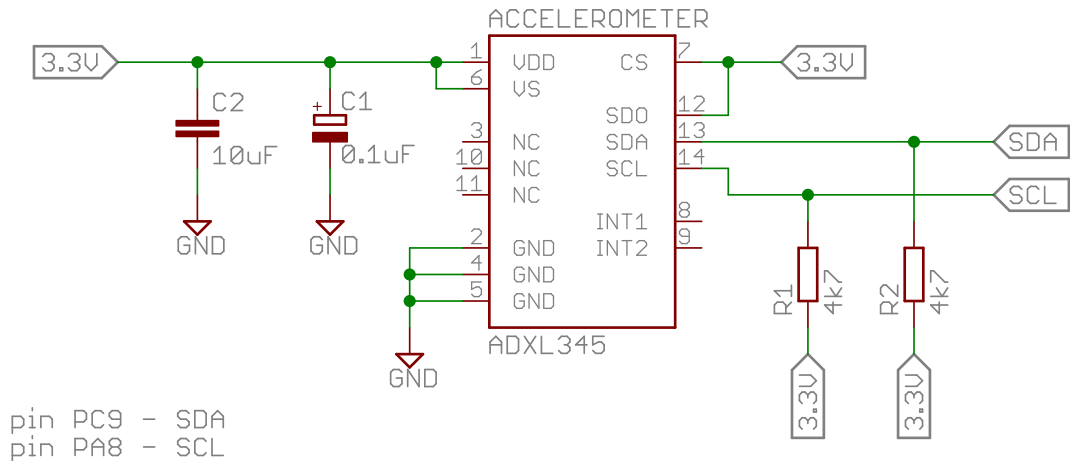 ACCELEROMETER
3.3V
1 VDD
6 VS
3 NC
10 NC
11 NC
2 GND
4 GND
5 GND
CS 7
SDO 12
SDA 13
SCL 14
INT1 8
INT2 9
3.3V
SDA
SCL
C2
10uF
+ C1
0.1uF
GND
GND
GND
R1 4k7
R2 4k7
3.3V
3.3V
ADXL345
pin PC9 - SDA
pin PA8 - SCL